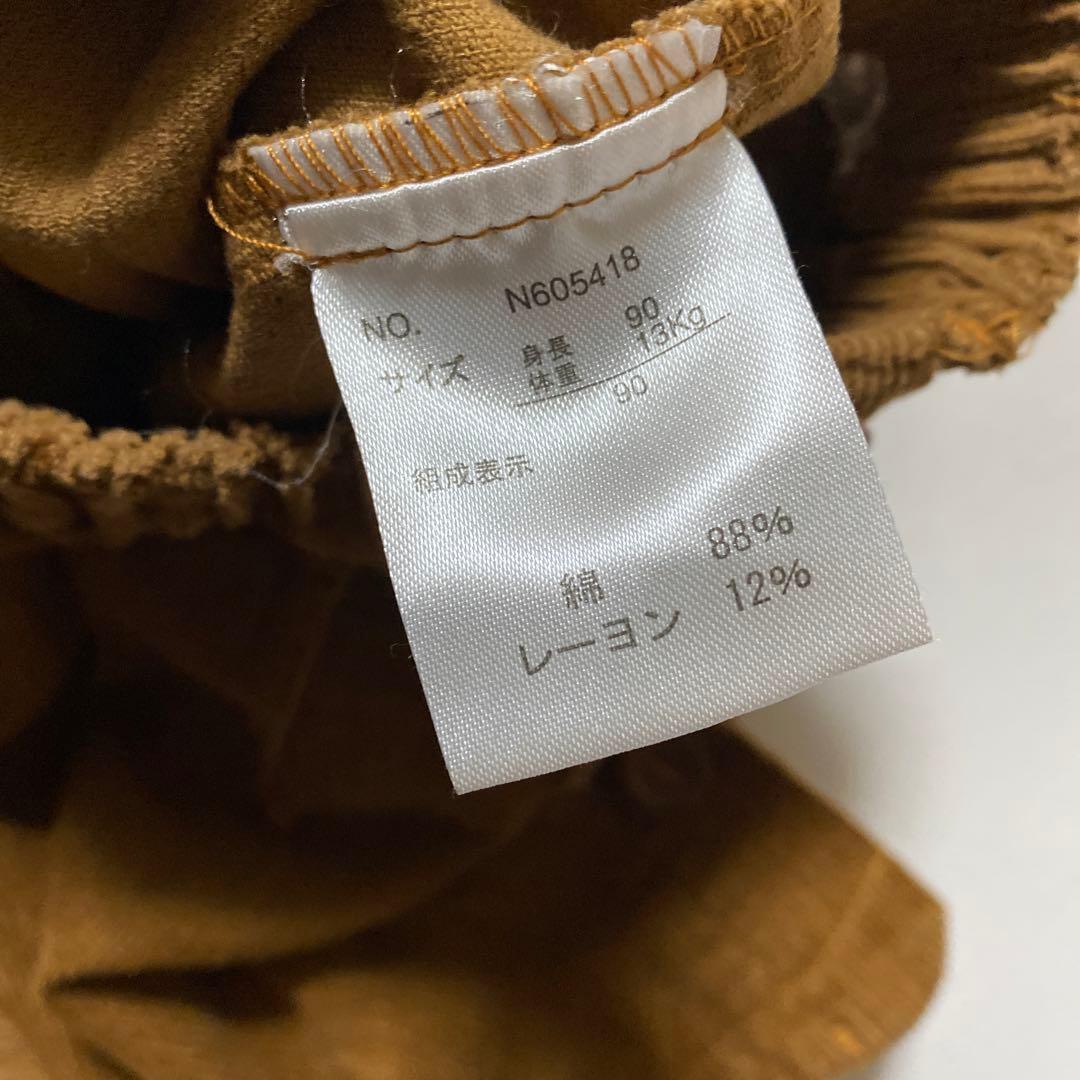 NO. N605418
サイズ 身長 90
体重 13Kg
90
組成表示
綿 88%
レーヨン 12%